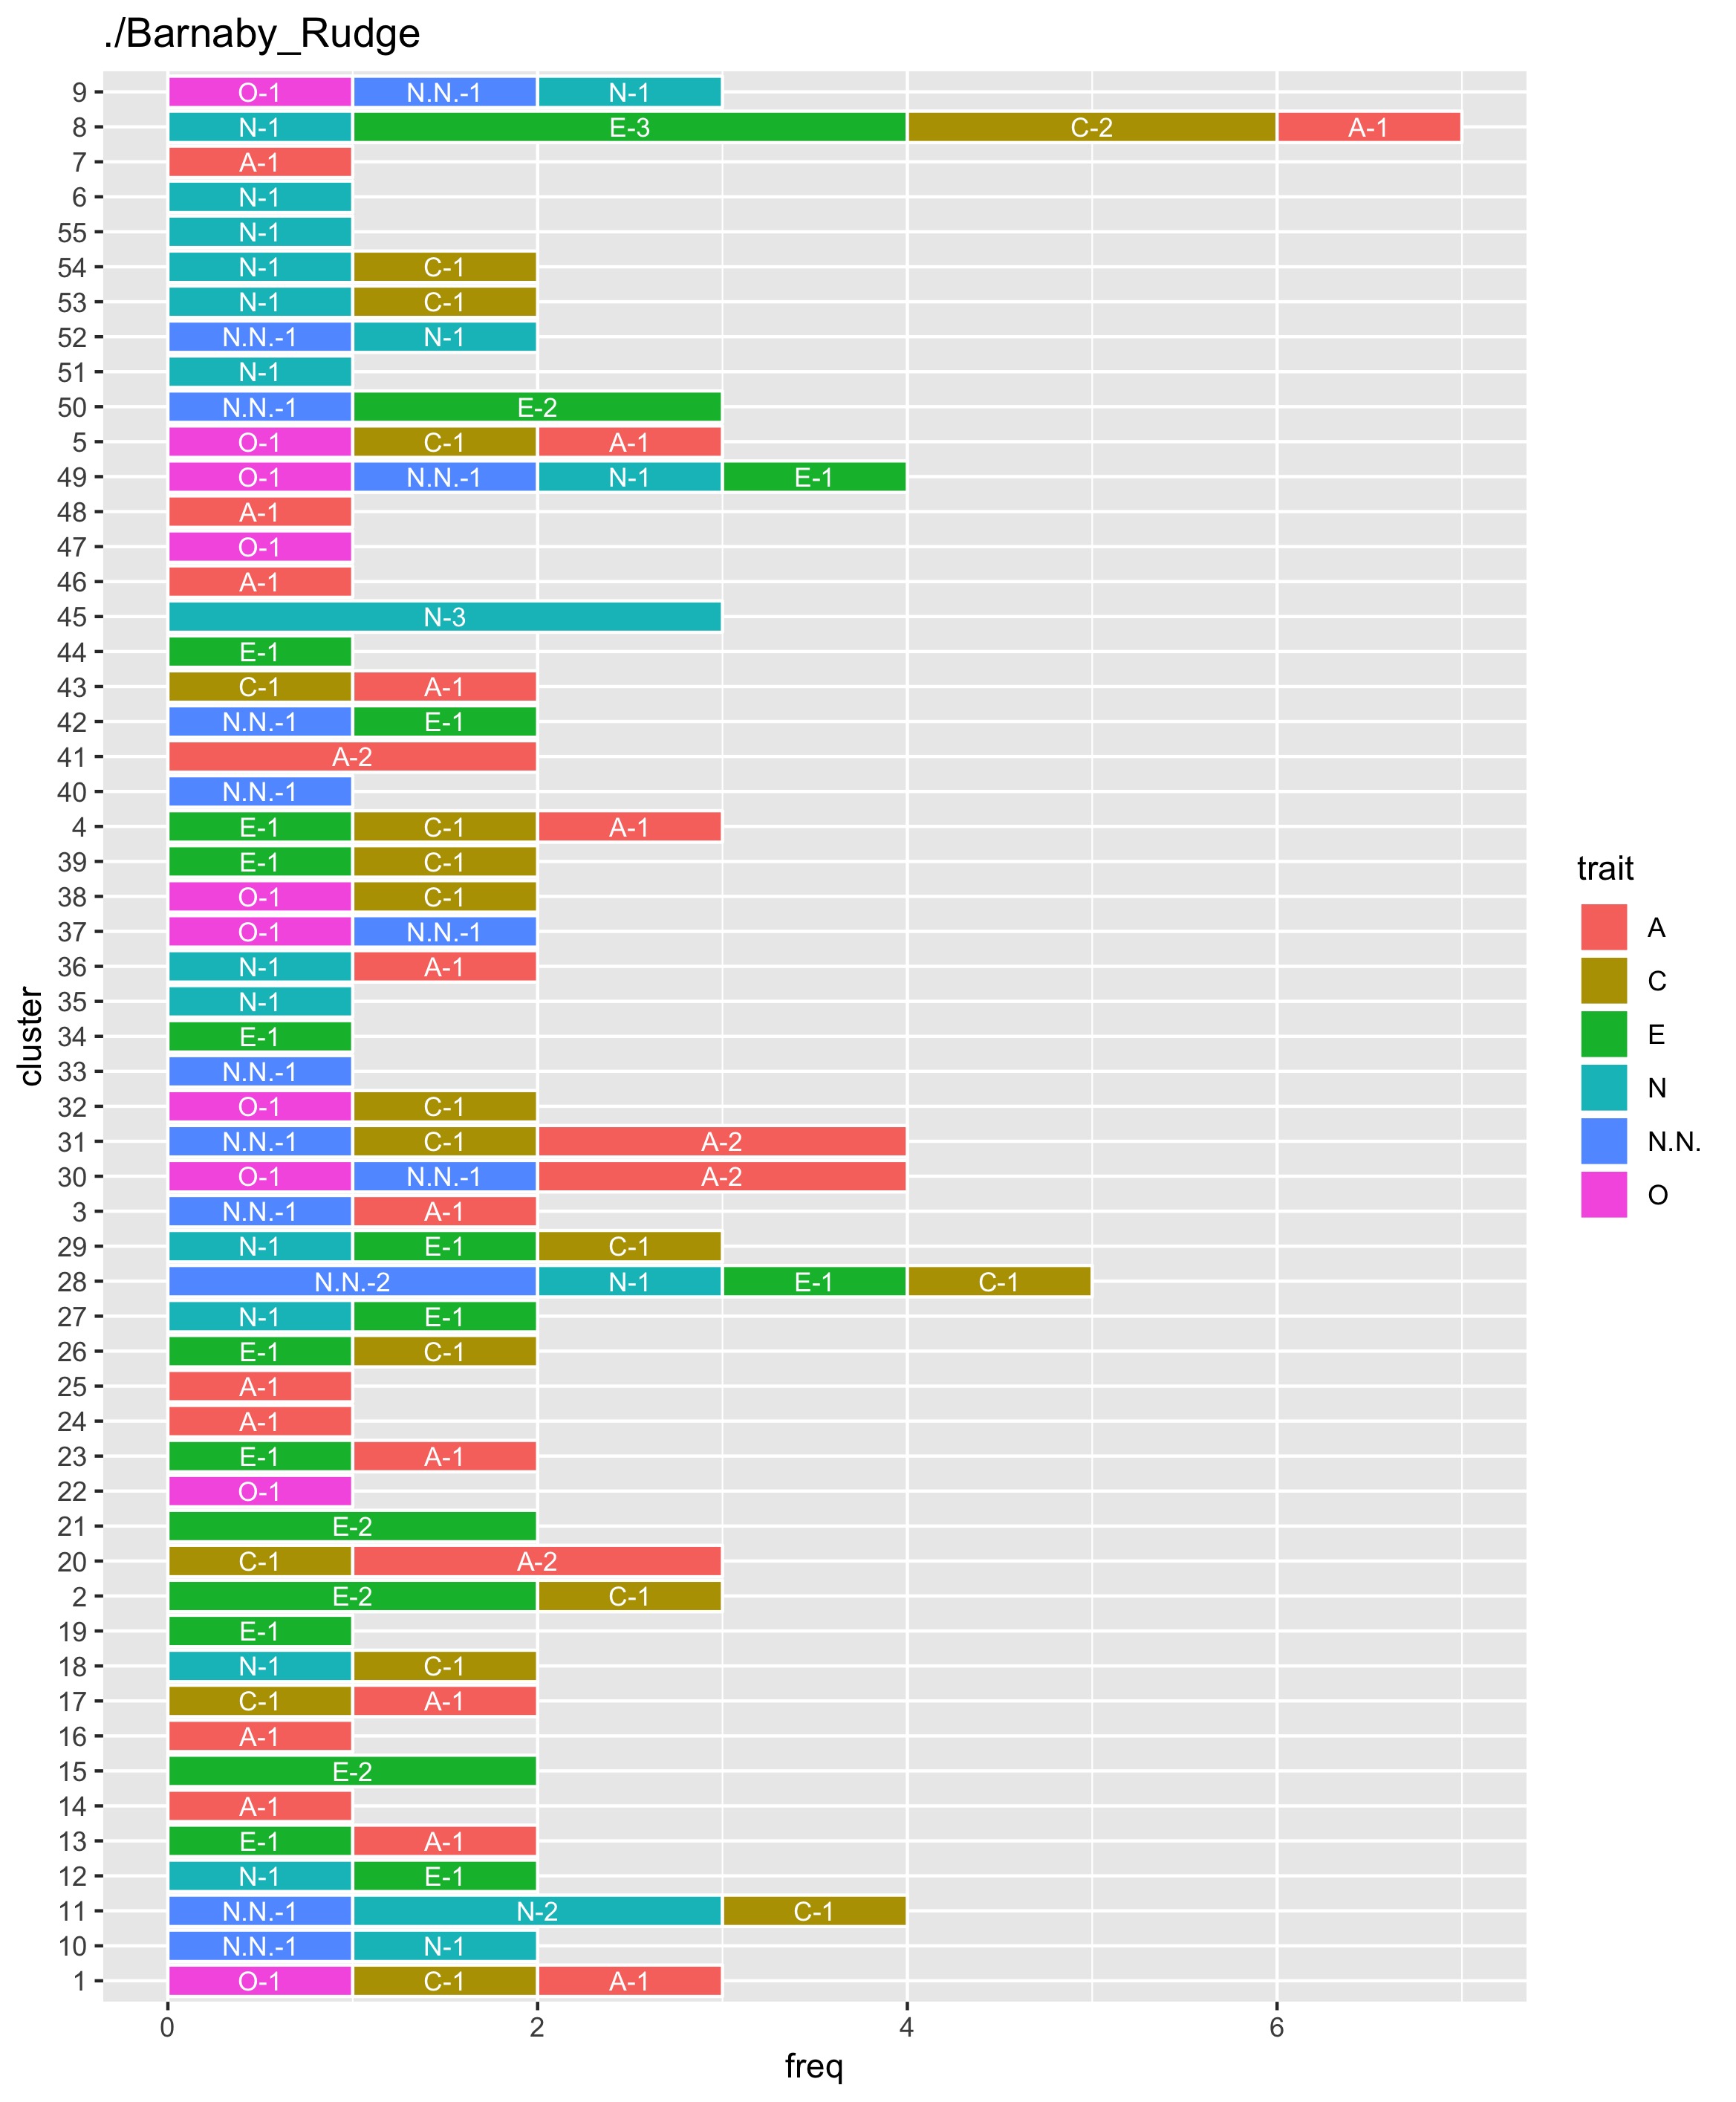 ./Barnaby_Rudge
9 O-1 N.N.-1 N-1
8 N-1 E-3 C-2 A-1
7 A-1
6 N-1
55 N-1
54 N-1 C-1
53 N-1 C-1
52 N.N.-1 N-1
51 N-1
50 N.N.-1 E-2
5 O-1 C-1 A-1
49 O-1 N.N.-1 N-1 E-1
48 A-1
47 O-1
46 A-1
45 N-3
44 E-1
43 C-1 A-1
42 N.N.-1 E-1
41 A-2
40 N.N.-1
4 E-1 C-1 A-1
39 E-1 C-1
38 O-1 C-1
37 O-1 N.N.-1
36 N-1 A-1
35 N-1
34 E-1
33 N.N.-1
32 O-1 C-1
31 N.N.-1 C-1 A-2
30 O-1 N.N.-1 A-2
3 N.N.-1 A-1
29 N-1 E-1 C-1
28 N.N.-2 N-1 E-1 C-1
27 N-1 E-1
26 E-1 C-1
25 A-1
24 A-1
23 E-1 A-1
22 O-1
21 E-2
20 C-1 A-2
2 E-2 C-1
19 E-1
18 N-1 C-1
17 C-1 A-1
16 A-1
15 E-2
14 A-1
13 E-1 A-1
12 N-1 E-1
11 N.N.-1 N-2 C-1
10 N.N.-1 N-1
1 O-1 C-1 A-1
0 2 4 6
freq
cluster
trait
A
C
E
N
N.N.
O